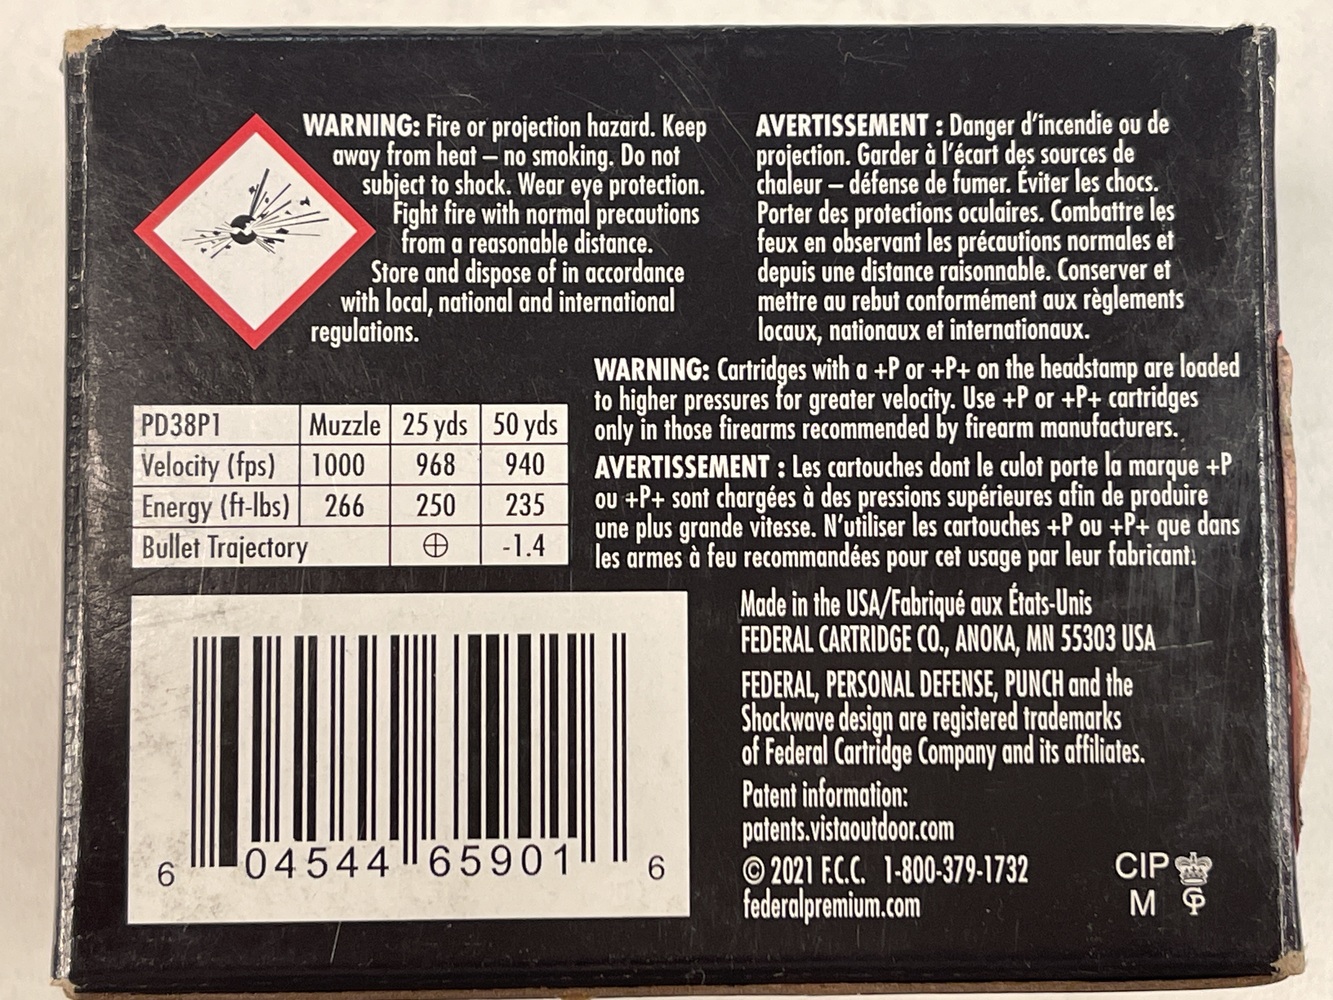 WARNING: Fire or projection hazard. Keep
away from heat – no smoking. Do not
subject to shock. Wear eye protection.
Fight fire with normal precautions
from a reasonable distance.
Store and dispose of in accordance
with local, national and international
regulations.
AVERTISSEMENT : Danger d'incendie ou de
projection. Garder à l'écart des sources de
chaleur – défense de fumer. Éviter les chocs.
Porter des protections oculaires. Combattre les
feux en observant les précautions normales et
depuis une distance raisonnable. Conserver et
mettre au rebut conformément aux règlements
locaux, nationaux et internationaux.
WARNING: Cartridges with a +P or +P+ on the headstamp are loaded
to higher pressures for greater velocity. Use +P or +P+ cartridges
only in those firearms recommended by firearm manufacturers.
AVERTISSEMENT : Les cartouches dont le culot porte la marque +P
ou +P+ sont chargées à des pressions supérieures afin de produire
une plus grande vitesse. N'utiliser les cartouches +P ou +P+ que dans
les armes à feu recommandées pour cet usage par leur fabricant.
PD38P1 Muzzle 25 yds 50 yds
Velocity (fps) 1000 968 940
Energy (ft-lbs) 266 250 235
Bullet Trajectory ⊕ -1.4
6 04544 65901 6
Made in the USA/Fabriqué aux États-Unis
FEDERAL CARTRIDGE CO., ANOKA, MN 55303 USA
FEDERAL, PERSONAL DEFENSE, PUNCH and the
Shockwave design are registered trademarks
of Federal Cartridge Company and its affiliates.
Patent information:
patents.vistaoutdoor.com
© 2021 F.C.C. 1-800-379-1732
federalpremium.com
CIP
M CP